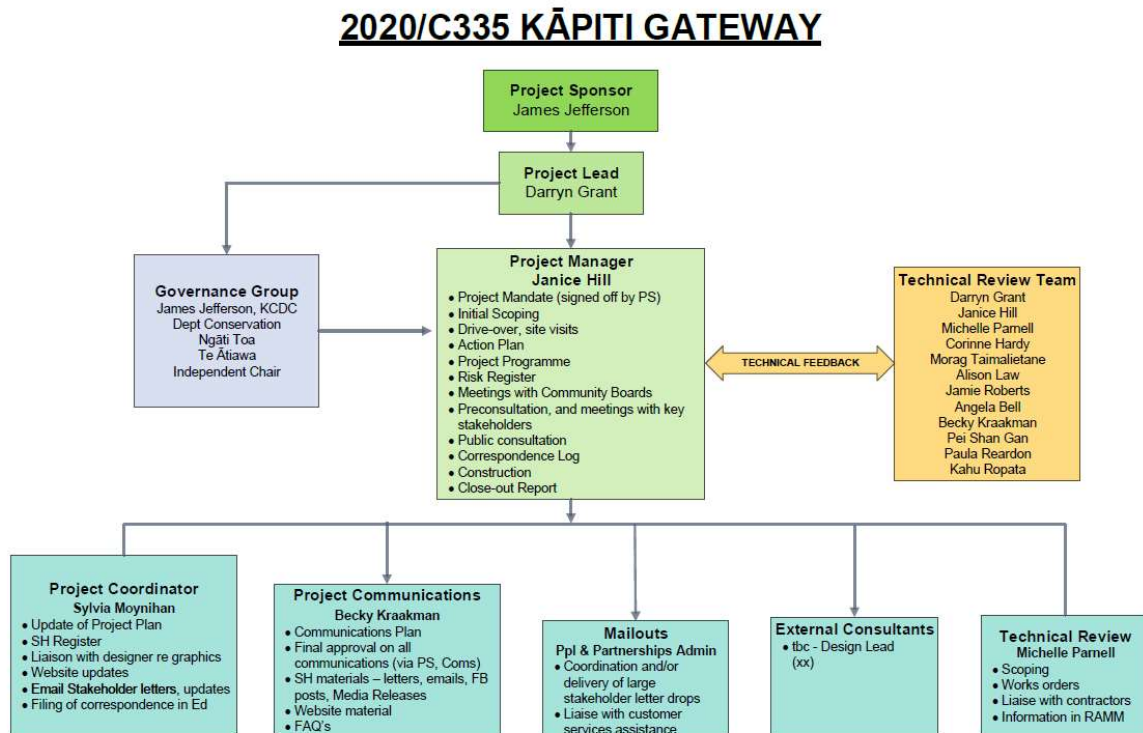 2020/C335 KĀPITI GATEWAY
Project Sponsor
James Jefferson
Project Lead
Darryn Grant
Governance Group
James Jefferson, KCDC
Dept Conservation
Ngāti Toa
Te Ātiawa
Independent Chair
Project Manager
Janice Hill
• Project Mandate (signed off by PS)
• Initial Scoping
• Drive-over, site visits
• Action Plan
• Project Programme
• Risk Register
• Meetings with Community Boards
• Preconsultation, and meetings with key
stakeholders
• Public consultation
• Correspondence Log
• Construction
• Close-out Report
TECHNICAL FEEDBACK
Technical Review Team
Darryn Grant
Janice Hill
Michelle Parnell
Corinne Hardy
Morag Taimalietane
Alison Law
Jamie Roberts
Angela Bell
Becky Kraakman
Pei Shan Gan
Paula Reardon
Kahu Ropata
Project Coordinator
Sylvia Moynihan
• Update of Project Plan
• SH Register
• Liaison with designer re graphics
• Website updates
• Email Stakeholder letters, updates
• Filing of correspondence in Ed
Project Communications
Becky Kraakman
• Communications Plan
• Final approval on all
communications (via PS, Coms)
• SH materials – letters, emails, FB
posts, Media Releases
• Website material
• FAQ's
Mailouts
Ppl & Partnerships Admin
• Coordination and/or
delivery of large
stakeholder letter drops
• Liaise with customer
services assistance
External Consultants
• tbc - Design Lead
(xx)
Technical Review
Michelle Parnell
• Scoping
• Works orders
• Liaise with contractors
• Information in RAMM